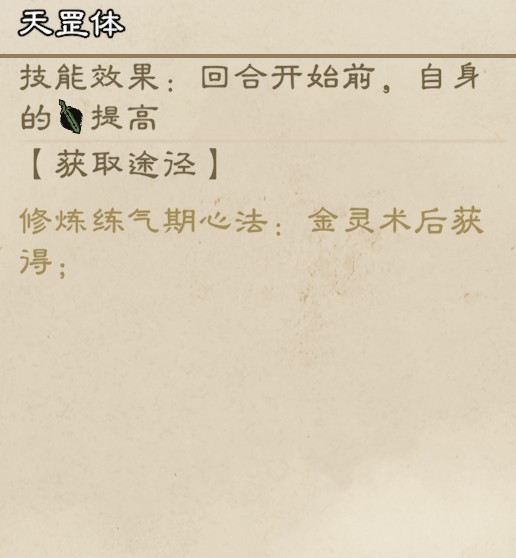 天罡体
技能效果：回合开始前，自身
的提高
【获取途径】
修炼练气期心法：金灵术后获
得；